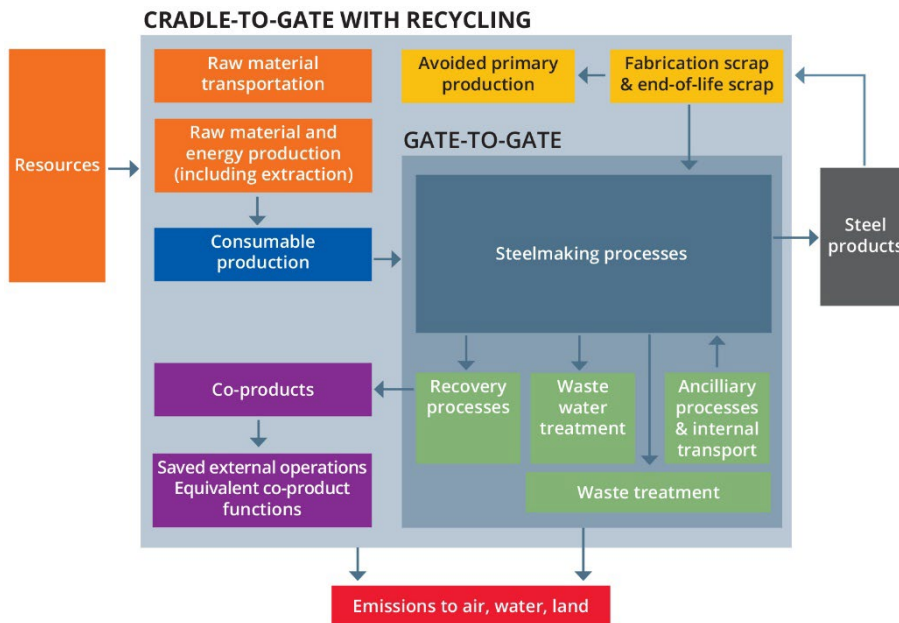 CRADLE-TO-GATE WITH RECYCLING
Resources
Raw material
transportation
Raw material and
energy production
(including extraction)
Consumable
production
Avoided primary
production
Fabrication scrap
& end-of-life scrap
GATE-TO-GATE
Steelmaking processes
Steel
products
Co-products
Recovery
processes
Waste
water
treatment
Ancilliary
processes
& internal
transport
Saved external operations
Equivalent co-product
functions
Waste treatment
Emissions to air, water, land